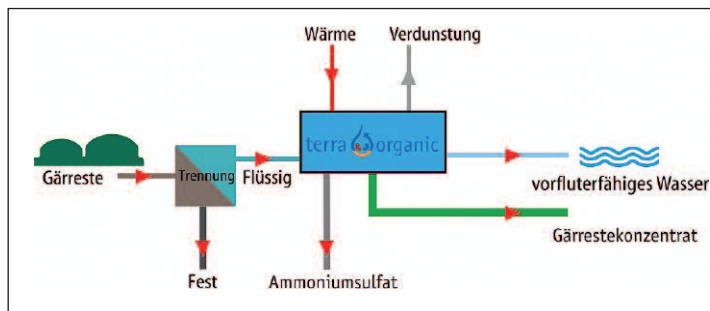 Wärme
Verdunstung
terra organic
Gärreste
Trennung
Flüssig
vorfluterfähiges Wasser
Gärrestekonzentrat
Fest
Ammoniumsulfat